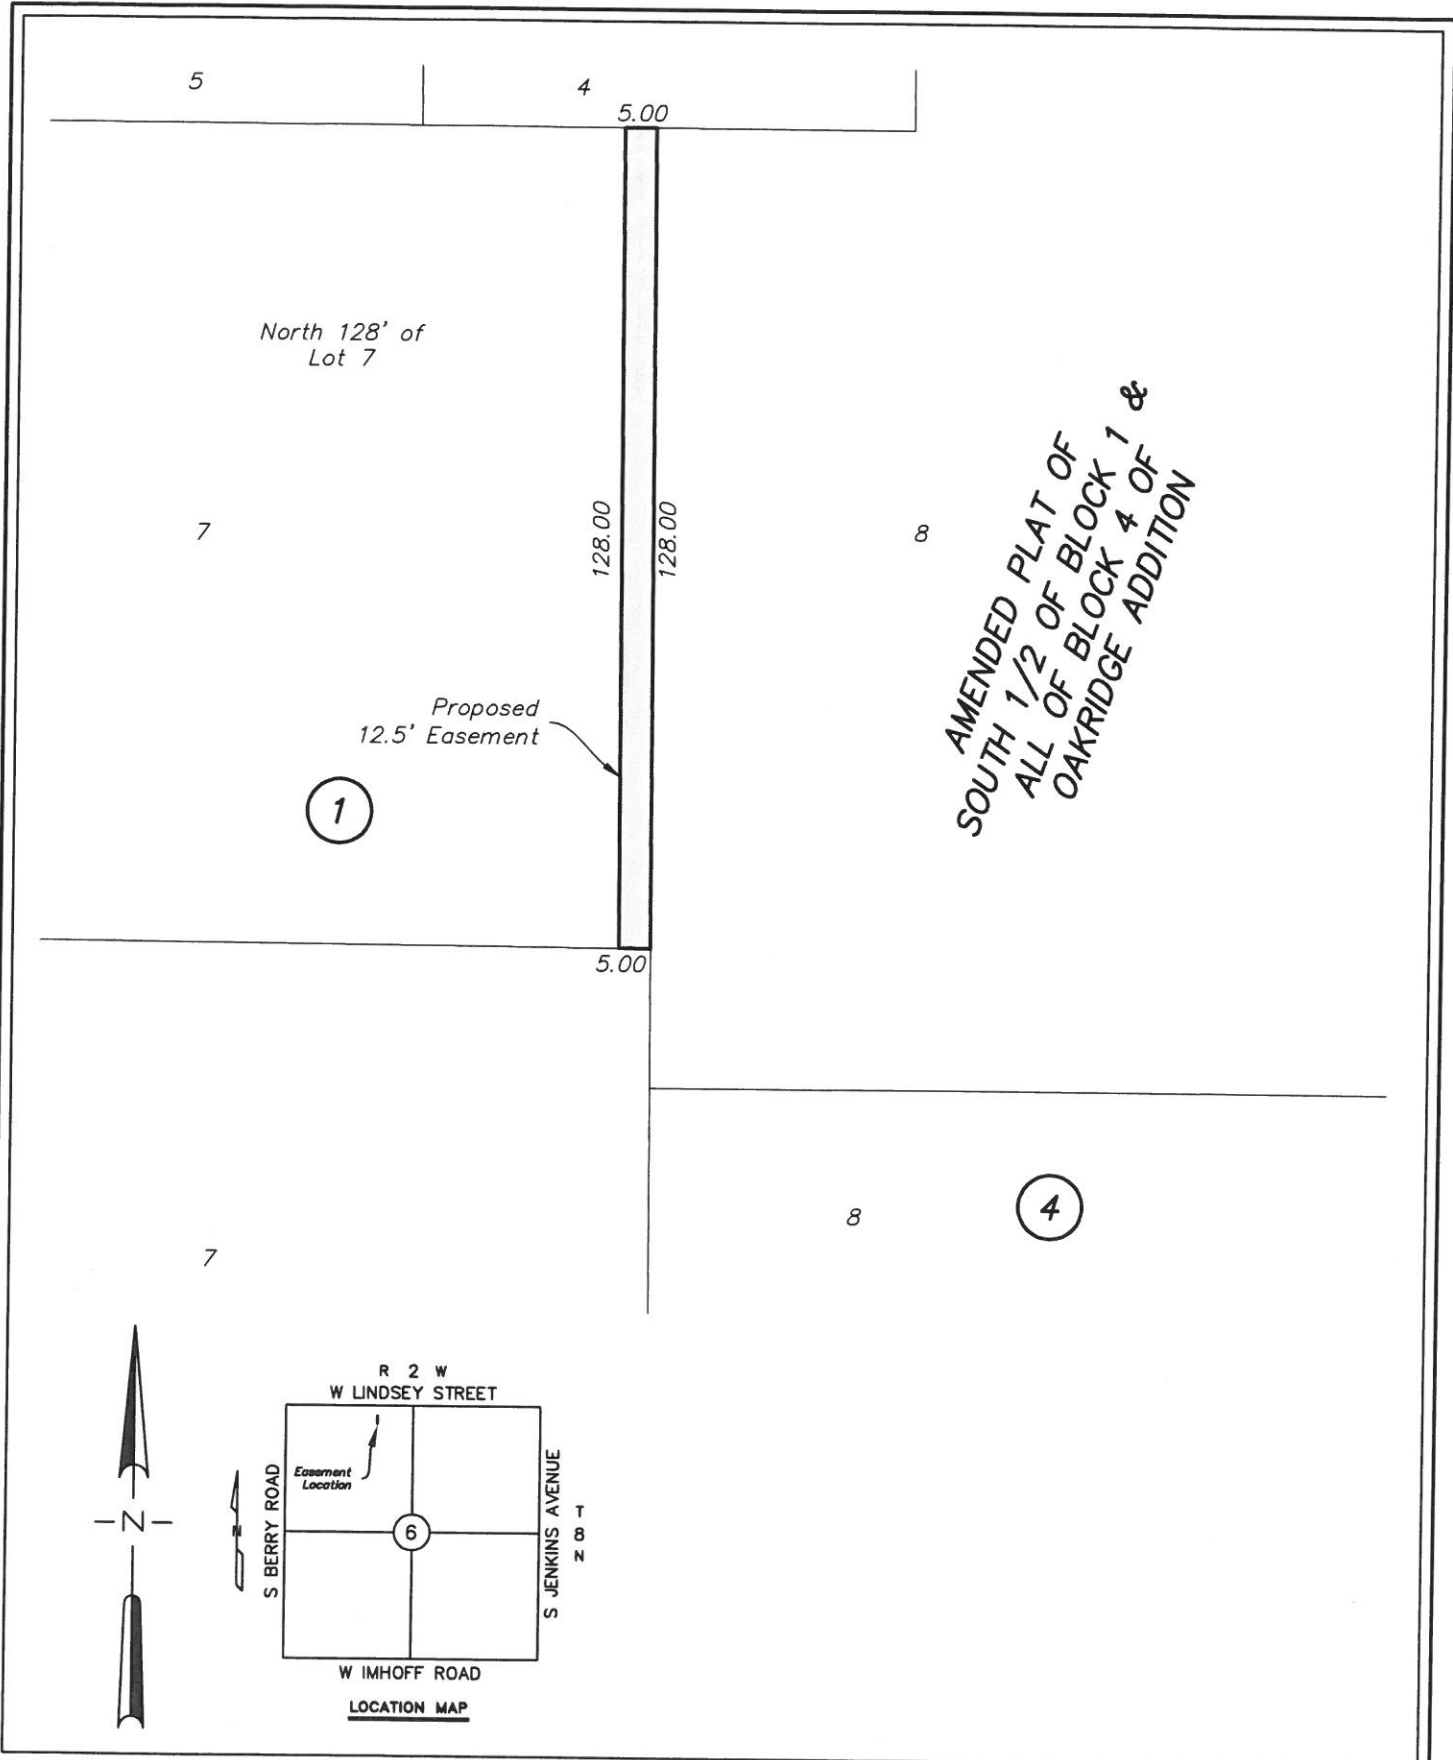 5
4
5.00
North 128' of
Lot 7
7
128.00
128.00
8
AMENDED PLAT OF
SOUTH 1/2 OF BLOCK 1 &
ALL OF BLOCK 4 OF
OAKRIDGE ADDITION
Proposed
12.5' Easement
1
5.00
8
4
7
N
R 2 W
W LINDSEY STREET
N
S BERRY ROAD
Easement
Location
6
S JENKINS AVENUE
T
8
N
W IMHOFF ROAD
LOCATION MAP